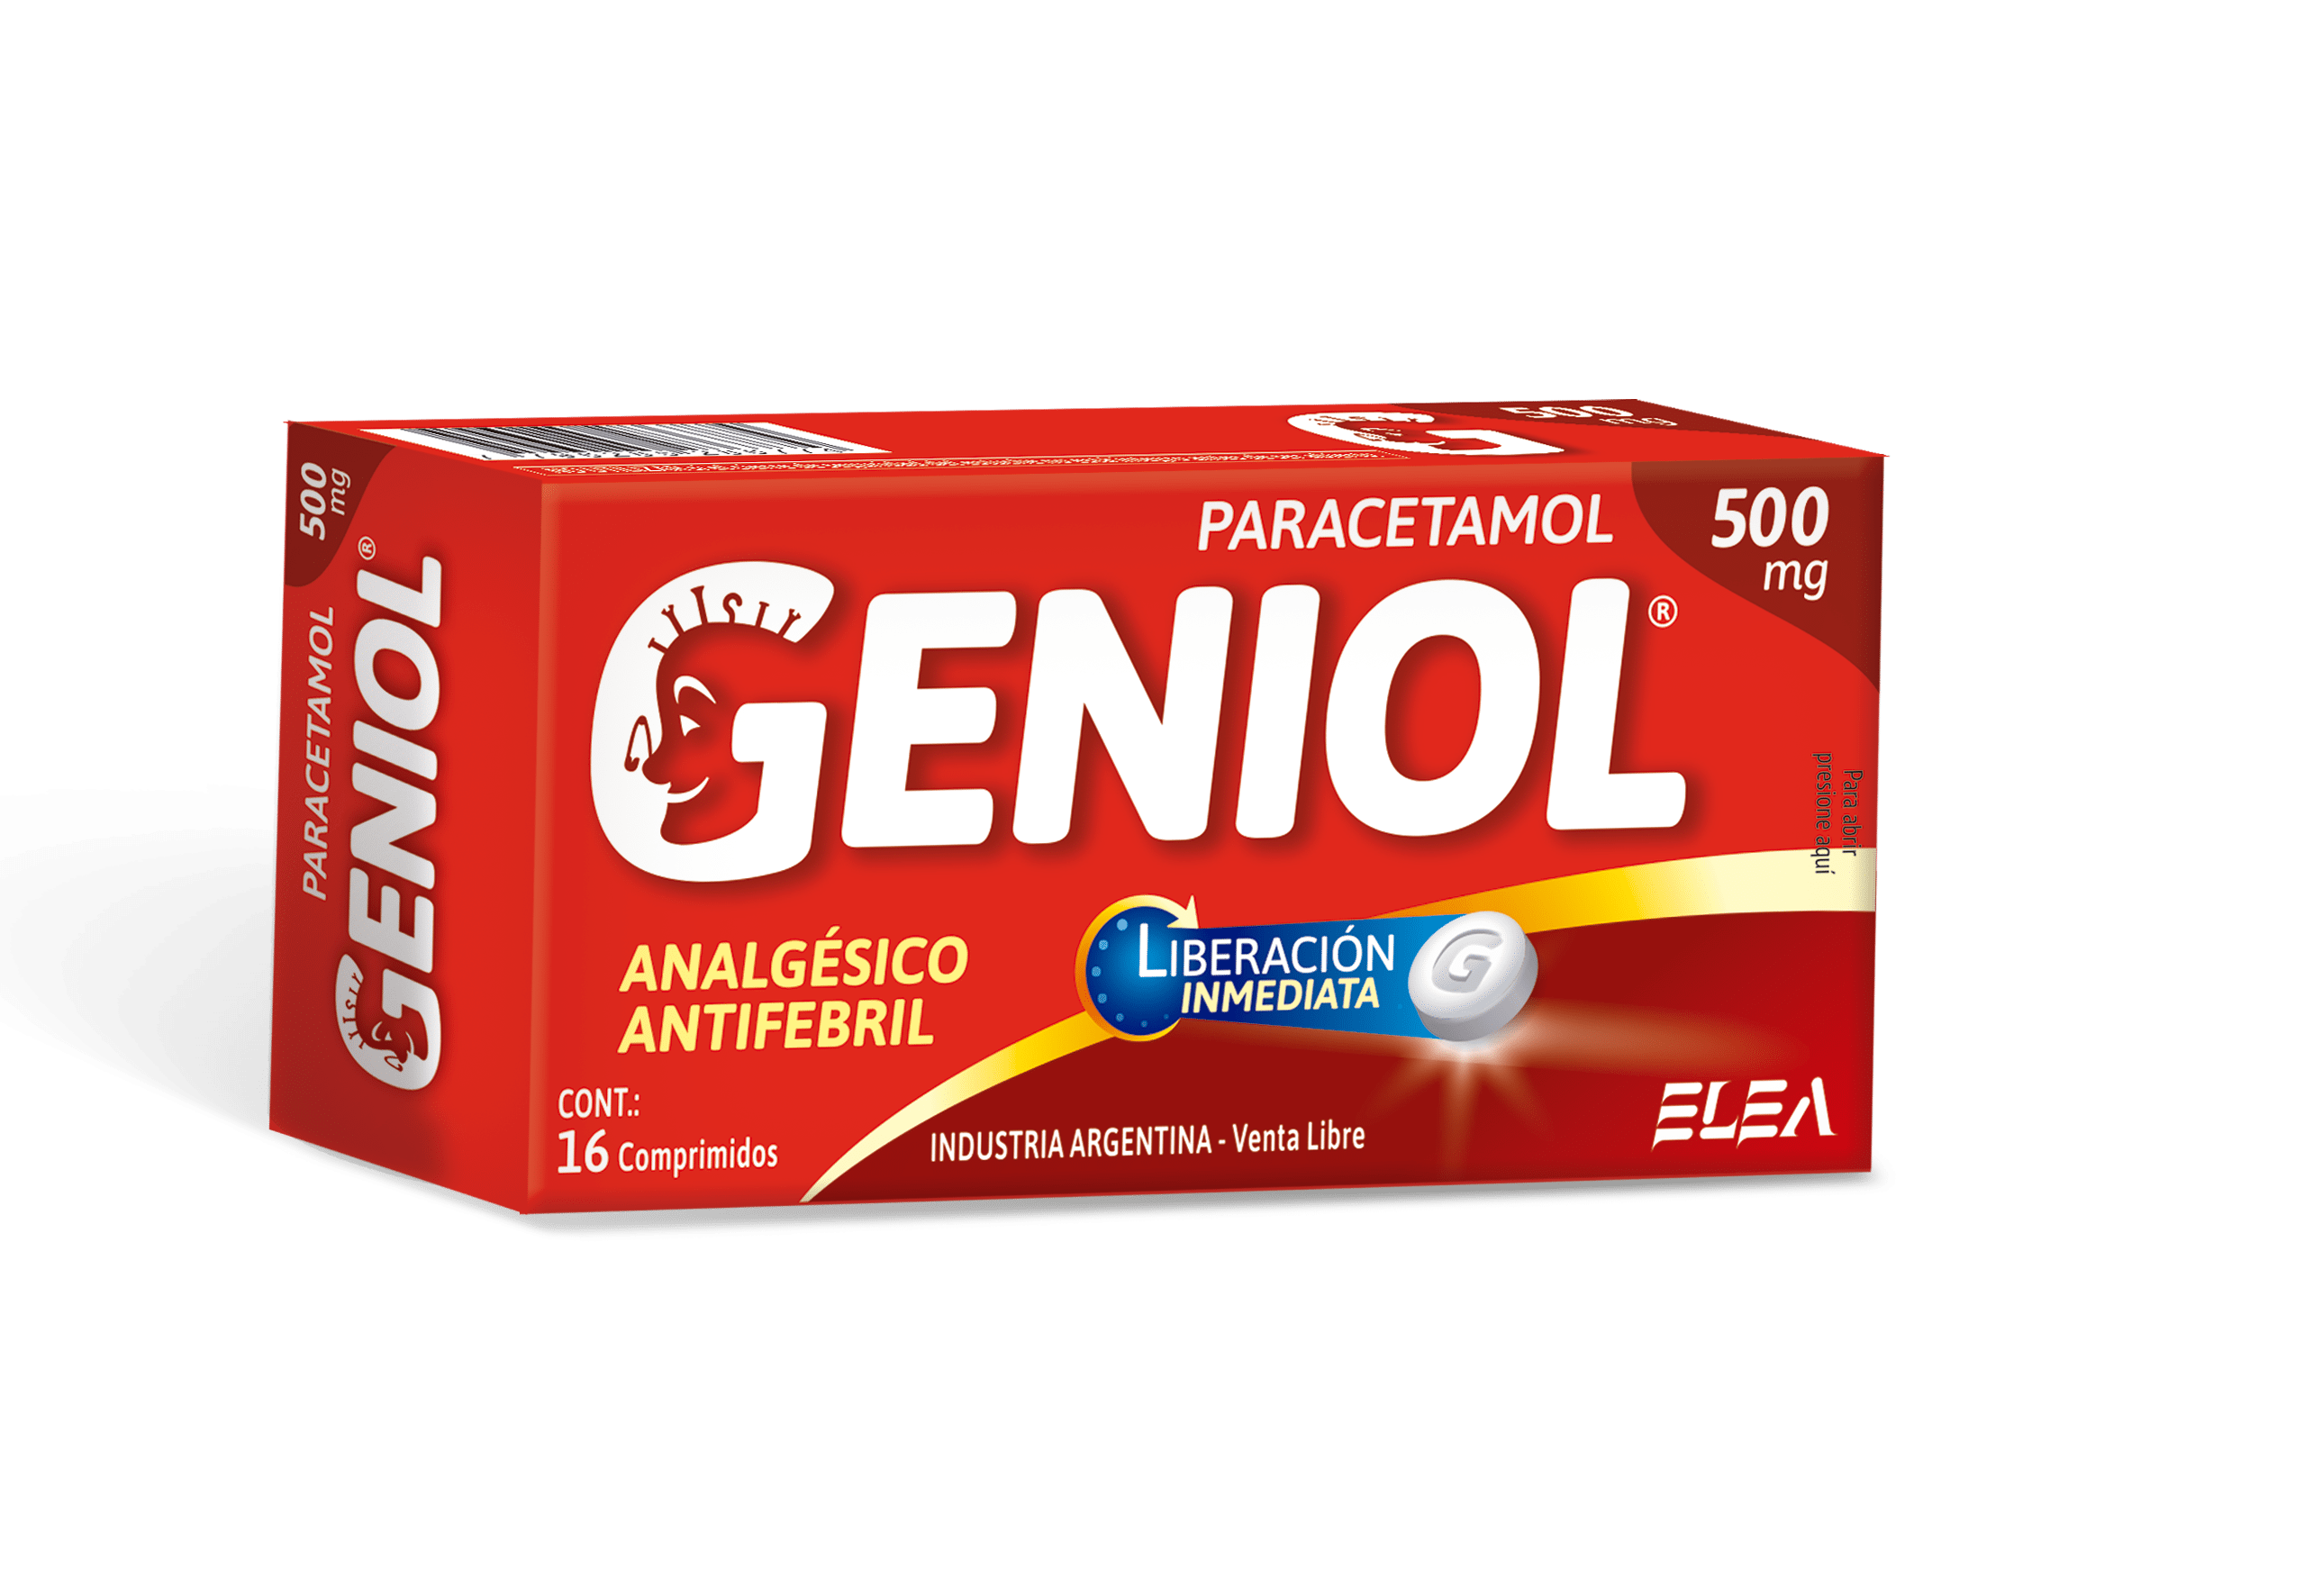 500
mg
PARACETAMOL
GENIOL®
500
PARACETAMOL
500
mg
GENIOL®
Para abrir
presione aquí
ANALGÉSICO
ANTIFEBRIL
LIBERACIÓN
INMEDIATA
G
CONT.:
16 Comprimidos
INDUSTRIA ARGENTINA - Venta Libre
ELEA